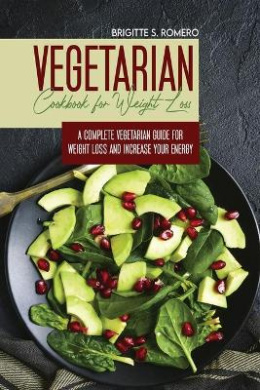 BRIGITTE S. ROMERO
VEGETARIAN
Cookbook for Weight Loss
A COMPLETE VEGETARIAN GUIDE FOR
WEIGHT LOSS AND INCREASE YOUR ENERGY